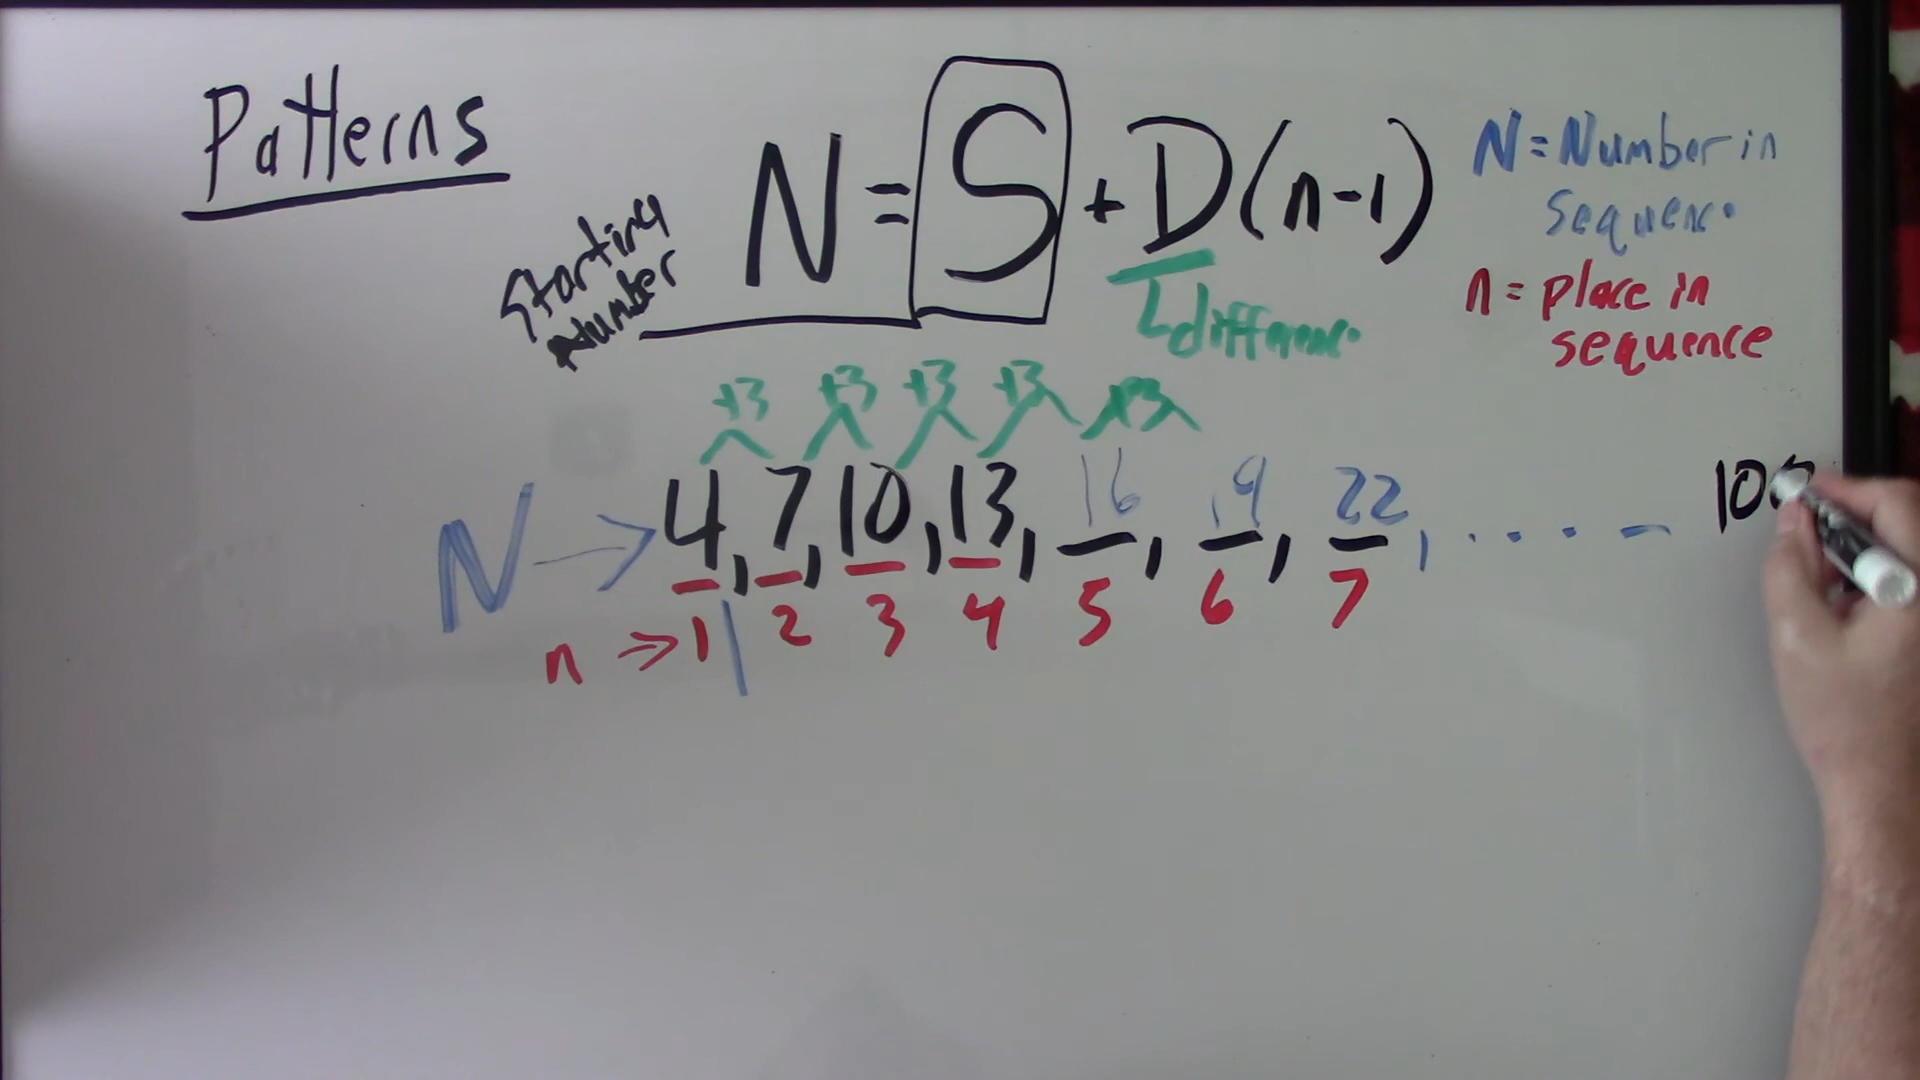 Patterns
N = S + D(n-1)
Starting
Number
difference
N = Number in
sequence
n = place in
sequence
+3 +3 +3 +3 +3
N → 4, 7, 10, 13, 16, 19, 22, . . . . - 
n → 1 | 2 3 4 5 6 7